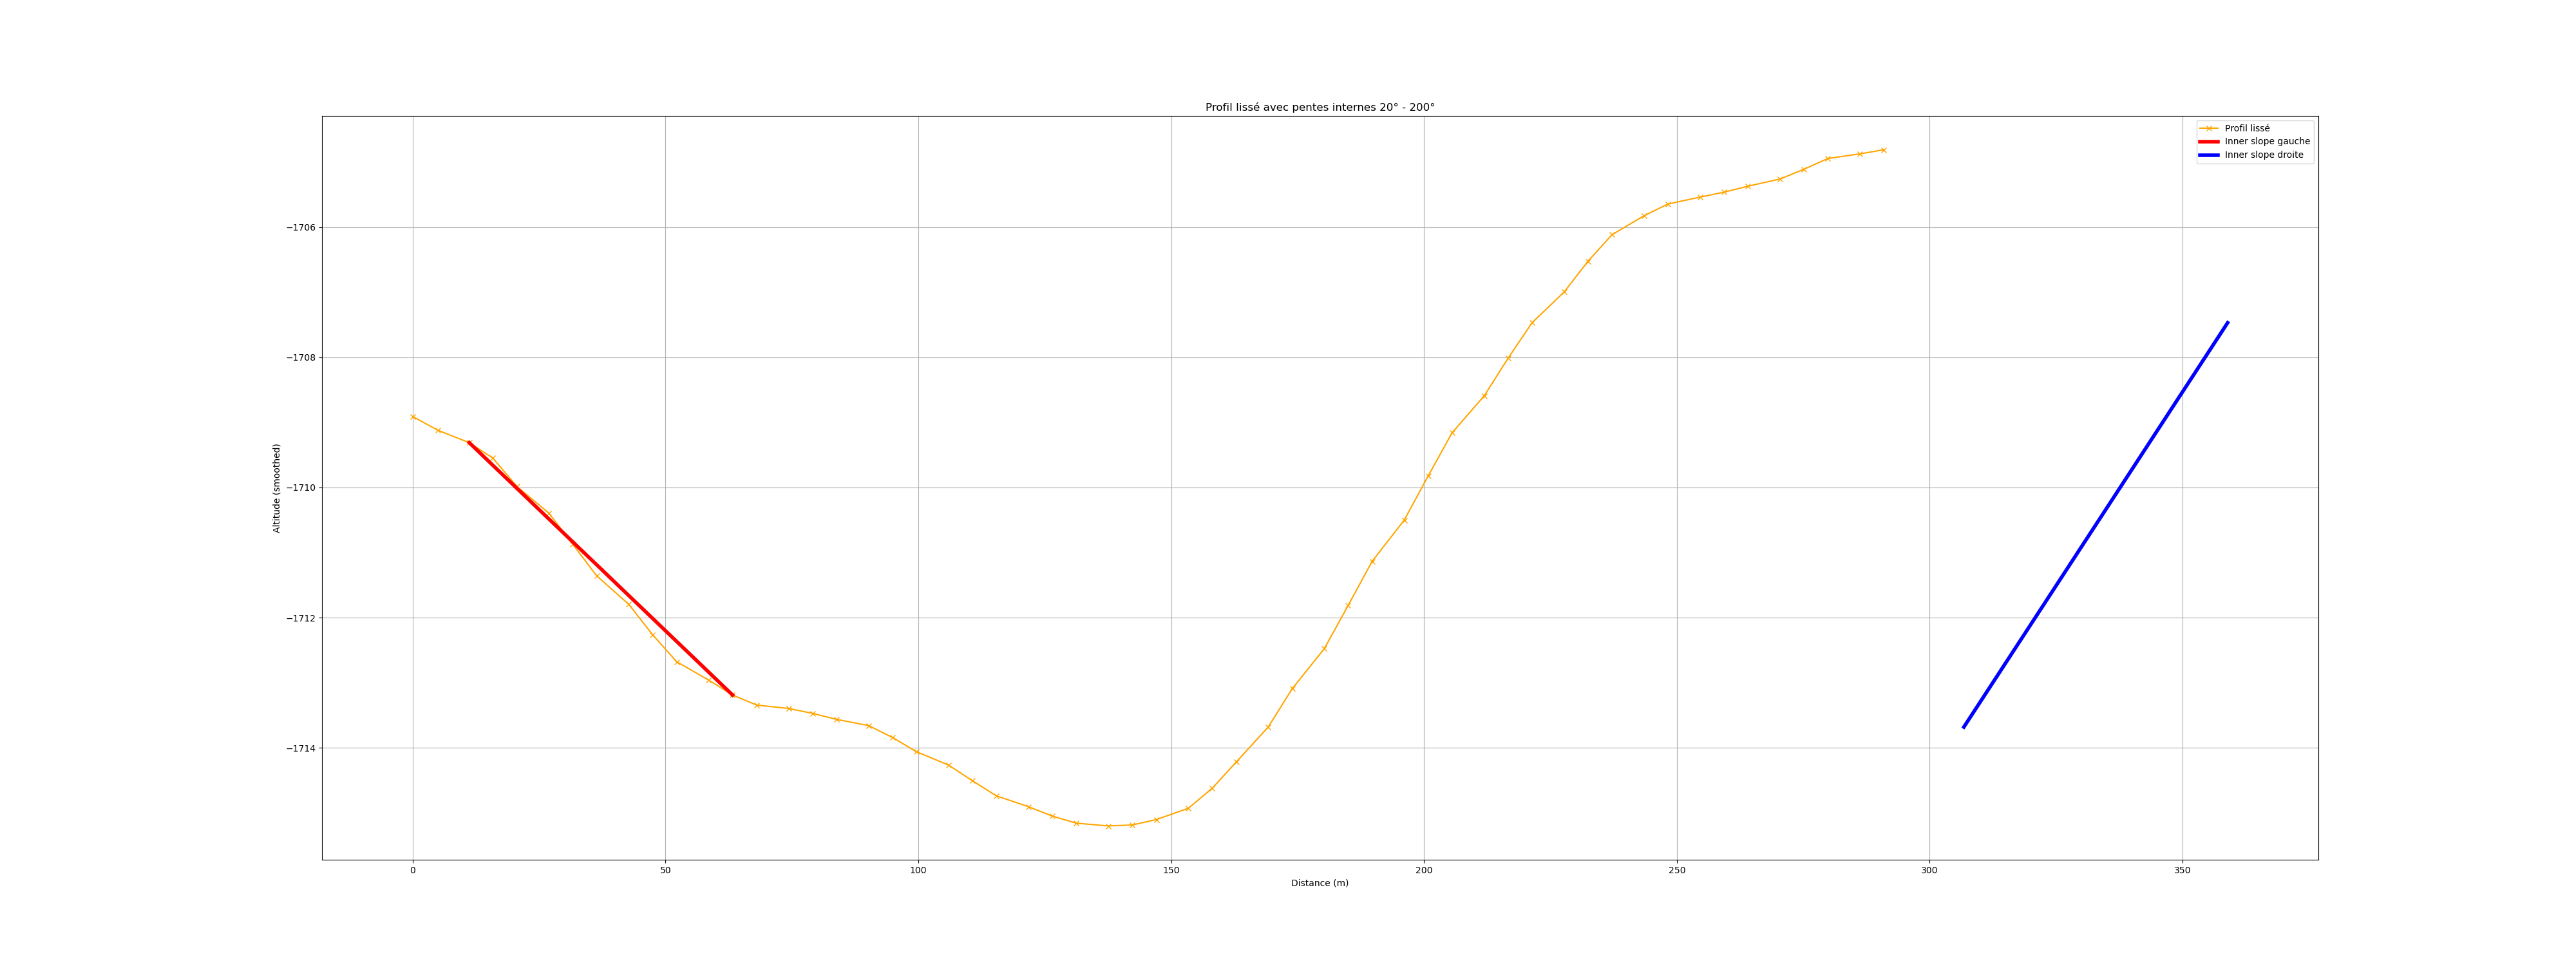 Profil lissé avec pentes internes 20° - 200°
Profil lissé
Inner slope gauche
Inner slope droite
Altitude (smoothed)
−1706
−1708
−1710
−1712
−1714
0 50 100 150 200 250 300 350
Distance (m)